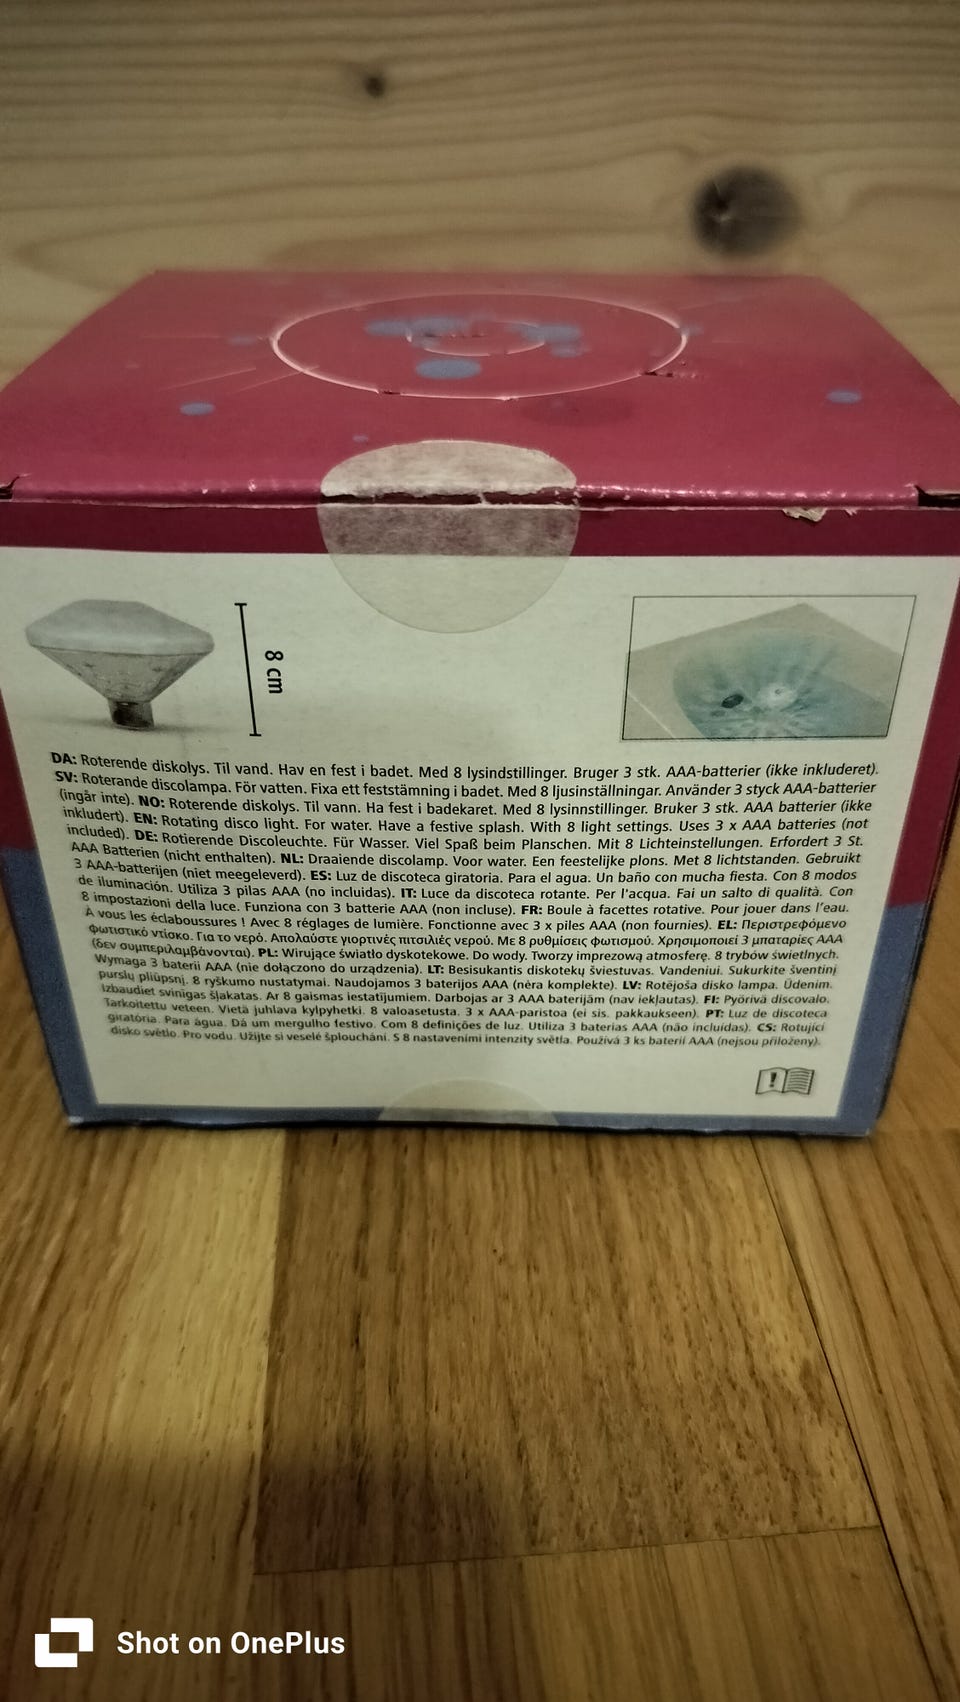 8 cm
DA: Roterende diskolys. Til vand. Hav en fest i badet. Med 8 lysindstillinger. Bruger 3 stk. AAA-batterier (ikke inkluderet).
SV: Roterande discolampa. För vatten. Fixa ett feststämning i badet. Med 8 ljusinställningar. Använder 3 styck AAA-batterier
(ingår inte). NO: Roterende diskolys. Til vann. Ha fest i badekaret. Med 8 lysinnstillinger. Bruker 3 stk. AAA batterier (ikke
inkludert). EN: Rotating disco light. For water. Have a festive splash. With 8 light settings. Uses 3 x AAA batteries (not
included). DE: Rotierende Discoleuchte. Für Wasser. Viel Spaß beim Planschen. Mit 8 Lichteinstellungen. Erfordert 3 St.
AAA Batterien (nicht enthalten). NL: Draaiende discolamp. Voor water. Een feestelijke plons. Met 8 lichtstanden. Gebruikt
3 AAA-batterijen (niet meegeleverd). ES: Luz de discoteca giratoria. Para el agua. Un baño con mucha fiesta. Con 8 modos
de iluminación. Utiliza 3 pilas AAA (no incluidas). IT: Luce da discoteca rotante. Per l'acqua. Fai un salto di qualità. Con
8 impostazioni della luce. Funziona con 3 batterie AAA (non incluse). FR: Boule à facettes rotative. Pour jouer dans l'eau.
À vous les éclaboussures ! Avec 8 réglages de lumière. Fonctionne avec 3 x piles AAA (non fournies). EL: Περιστρεφόμενο
φωτιστικό ντίσκο. Για το νερό. Απολαύστε γιορτινές πιτσιλιές νερού. Με 8 ρυθμίσεις φωτισμού. Χρησιμοποιεί 3 μπαταρίες AAA
(δεν συμπεριλαμβάνονται). PL: Wirujące światło dyskotekowe. Do wody. Tworzy imprezową atmosferę. 8 trybów świetlnych.
Wymaga 3 baterii AAA (nie dołączono do urządzenia). LT: Besisukantis diskotekų šviestuvas. Vandeniui. Sukurkite šventinį
purslų pliūpsnį. 8 ryškumo nustatymai. Naudojamos 3 baterijos AAA (nėra komplekte). LV: Rotējoša disko lampa. Ūdenim.
Izbaudiet svinīgas šļakatas. Ar 8 gaismas iestatījumiem. Darbojas ar 3 AAA baterijām (nav iekļautas). FI: Pyörivä discovalo.
Tarkoitettu veteen. Vietä juhlava kylpyhetki. 8 valoasetusta. 3 x AAA-paristoa (ei sis. pakkaukseen). PT: Luz de discoteca
giratória. Para água. Dá um mergulho festivo. Com 8 definições de luz. Utiliza 3 baterias AAA (não incluídas). CS: Rotující
disko světlo. Pro vodu. Užijte si veselé šplouchání. S 8 nastaveními intenzity světla. Používá 3 ks baterií AAA (nejsou přiloženy).
Shot on OnePlus